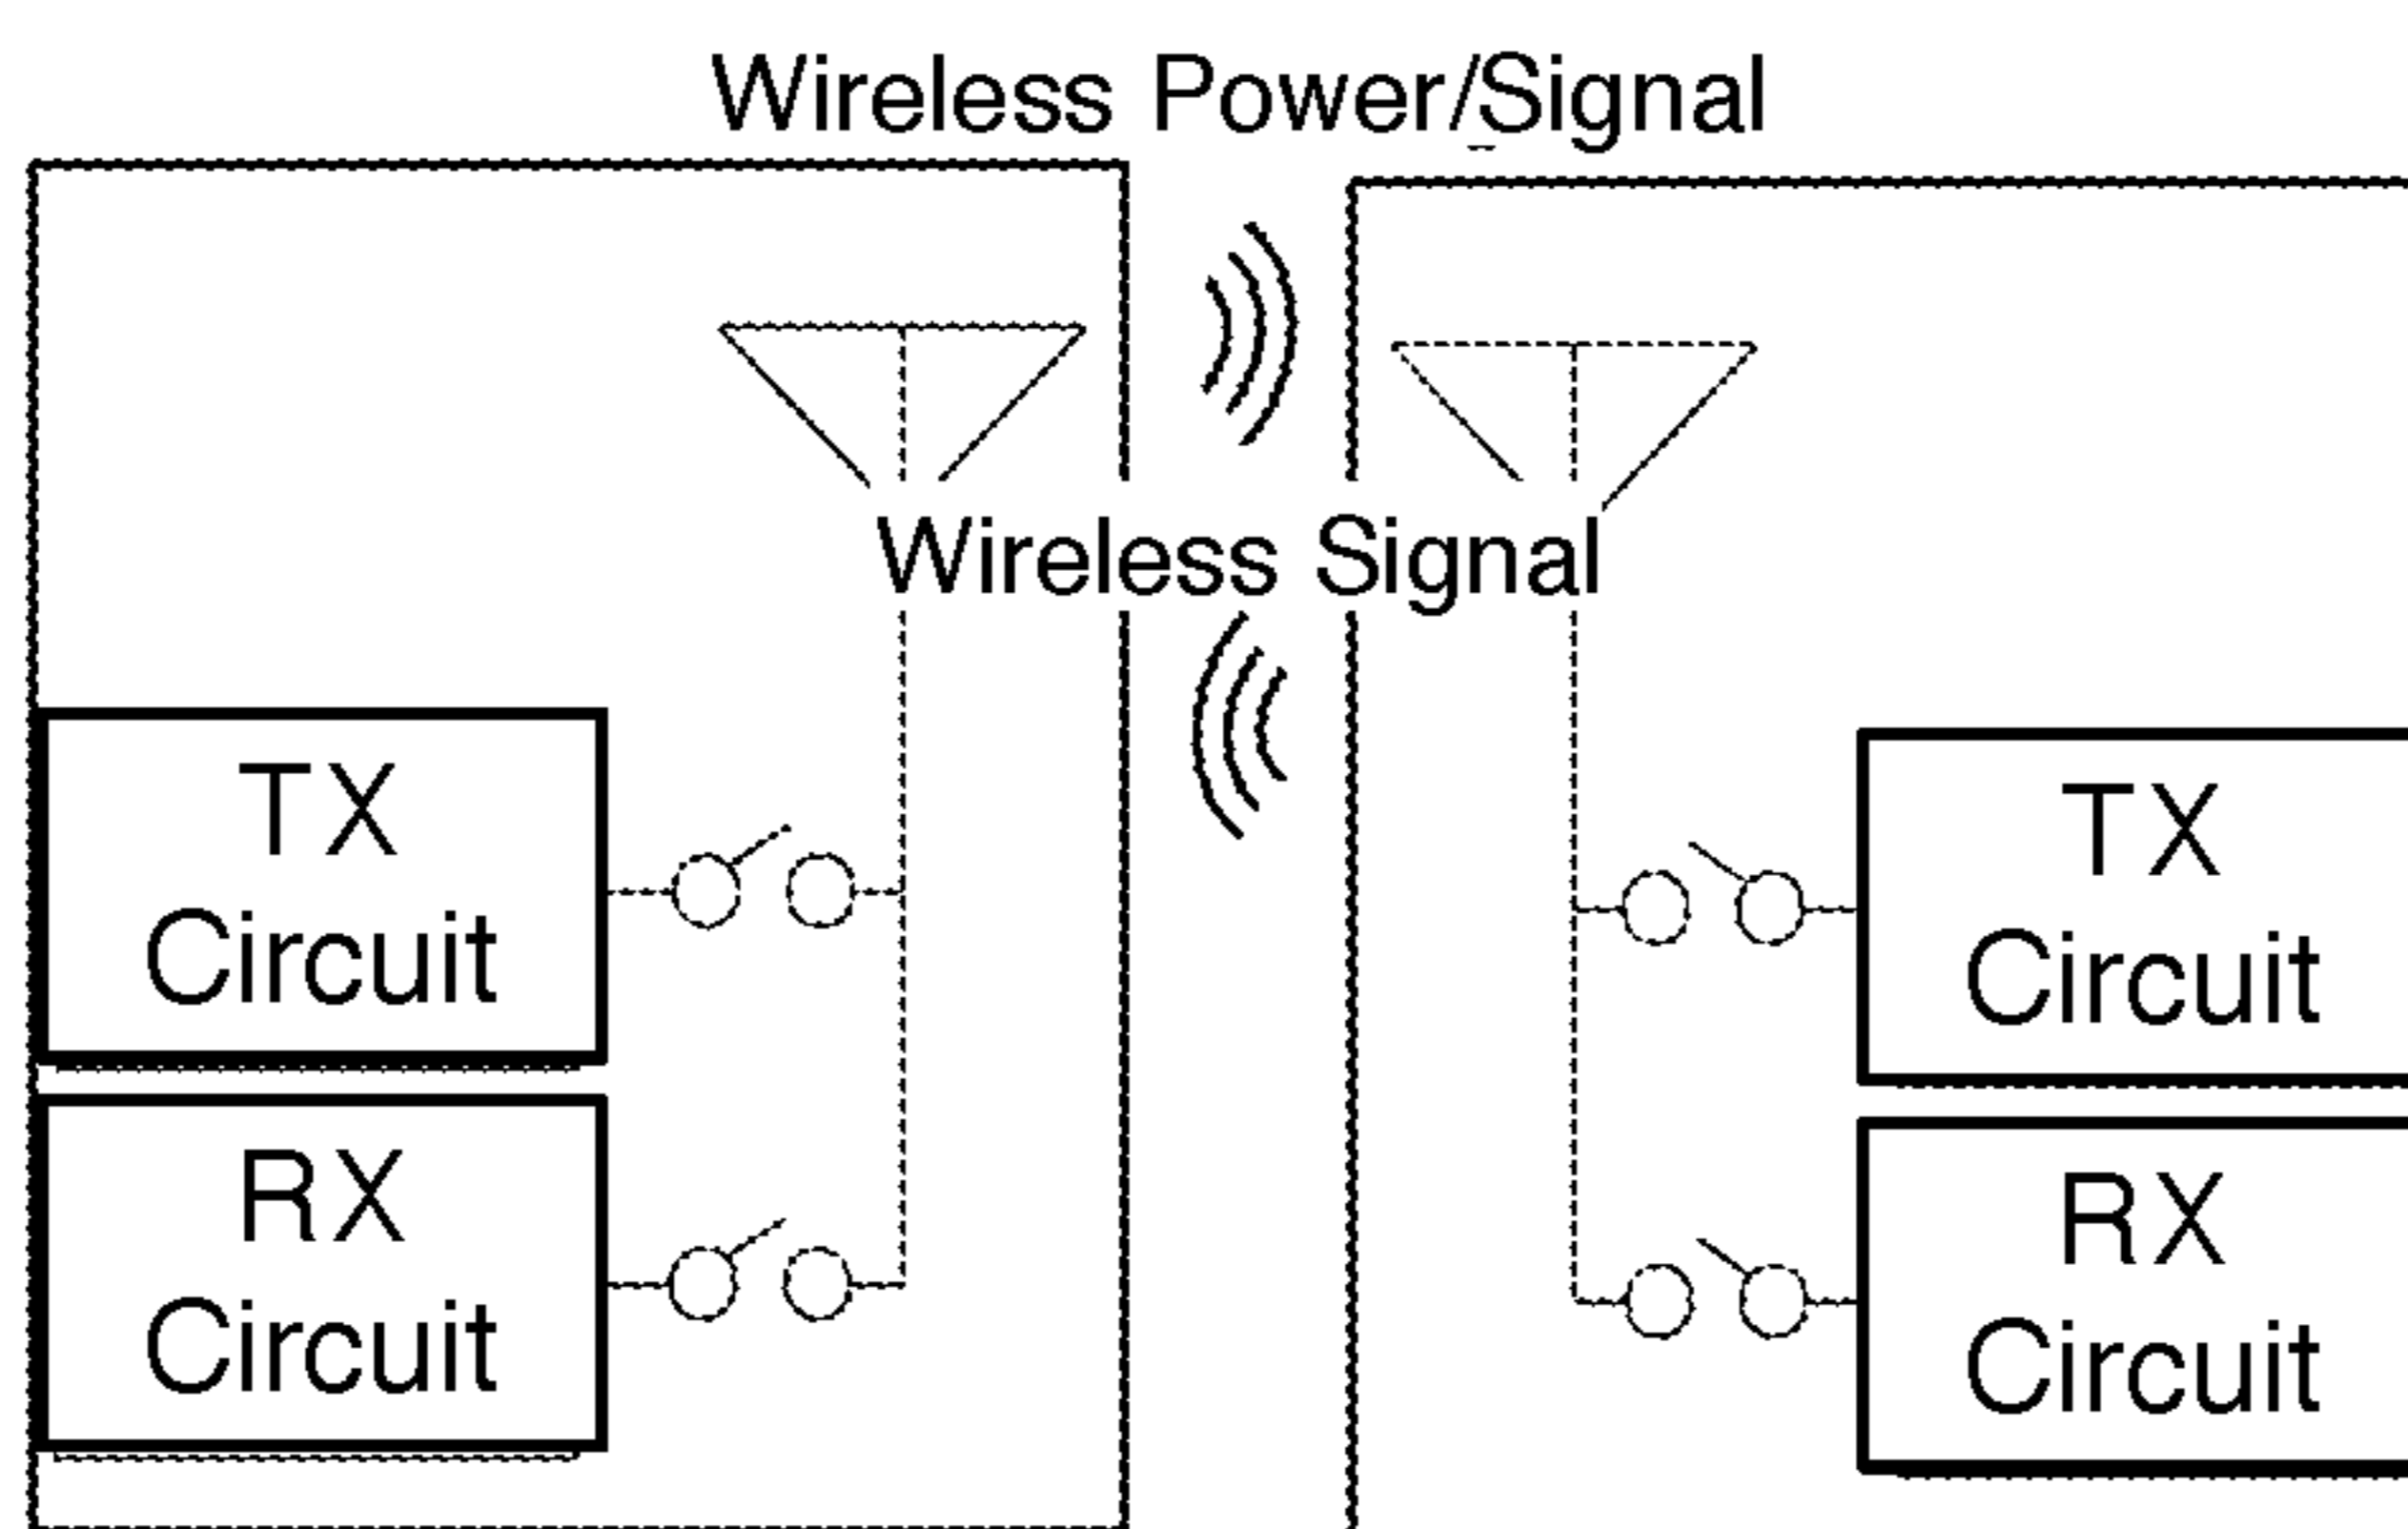 Wireless Power/Signal
Wireless Signal
TX
Circuit
RX
Circuit
TX
Circuit
RX
Circuit